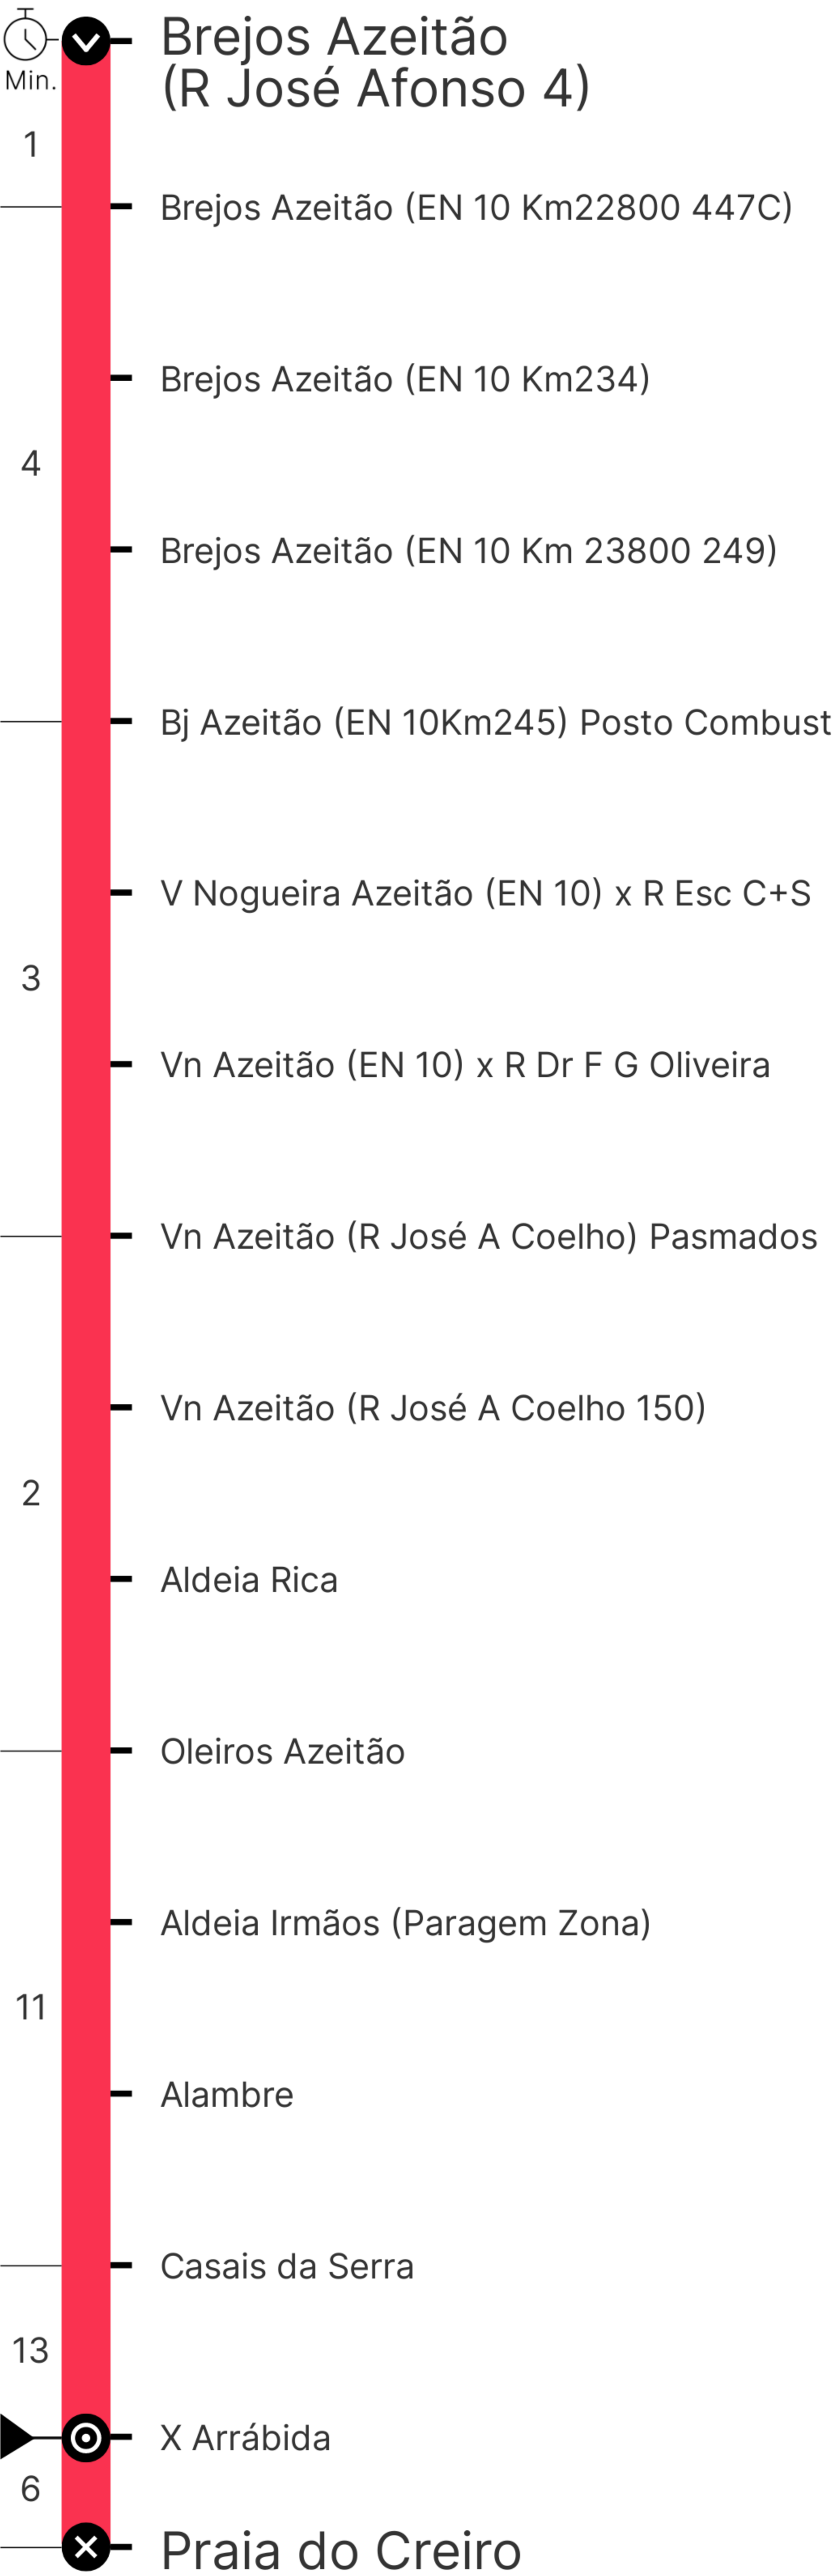 Min.
Brejos Azeitão
(R José Afonso 4)
1
Brejos Azeitão (EN 10 Km22800 447C)
Brejos Azeitão (EN 10 Km234)
4
Brejos Azeitão (EN 10 Km 23800 249)
Bj Azeitão (EN 10Km245) Posto Combust
V Nogueira Azeitão (EN 10) x R Esc C+S
3
Vn Azeitão (EN 10) x R Dr F G Oliveira
Vn Azeitão (R José A Coelho) Pasmados
Vn Azeitão (R José A Coelho 150)
2
Aldeia Rica
Oleiros Azeitão
Aldeia Irmãos (Paragem Zona)
11
Alambre
Casais da Serra
13
X Arrábida
6
Praia do Creiro